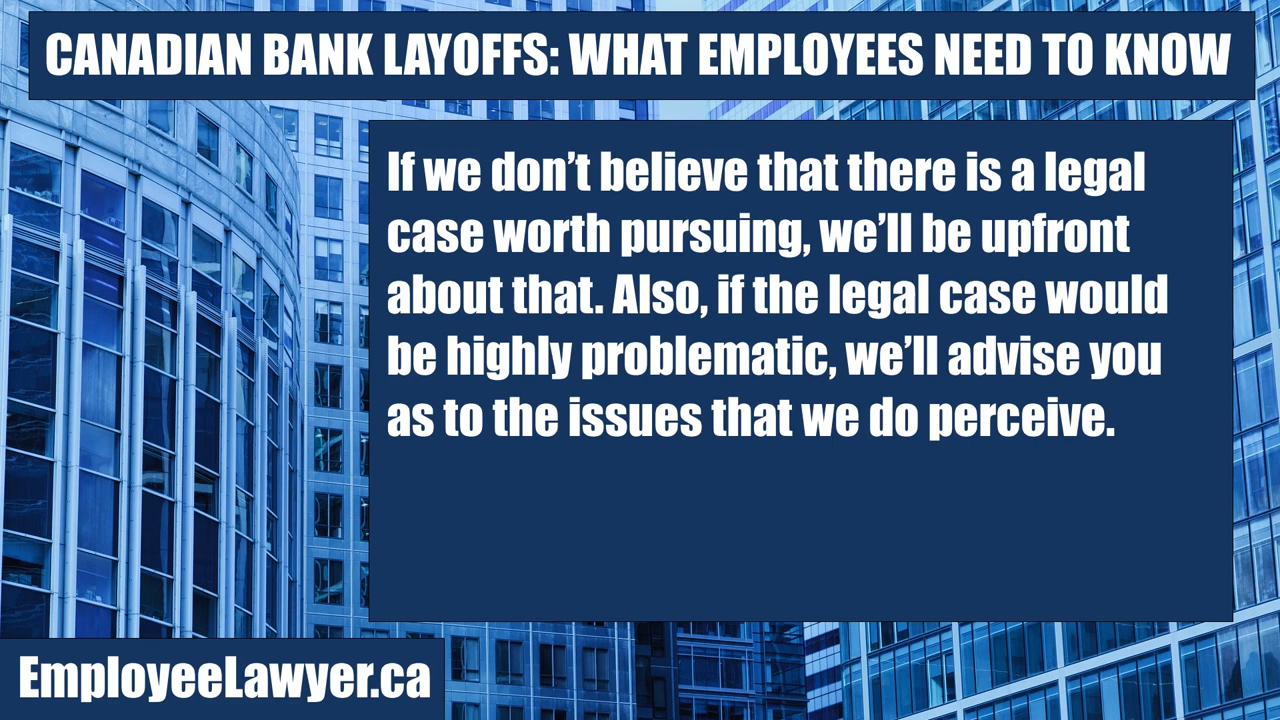 CANADIAN BANK LAYOFFS: WHAT EMPLOYEES NEED TO KNOW
If we don’t believe that there is a legal
case worth pursuing, we’ll be upfront
about that. Also, if the legal case would
be highly problematic, we’ll advise you
as to the issues that we do perceive.
EmployeeLawyer.ca